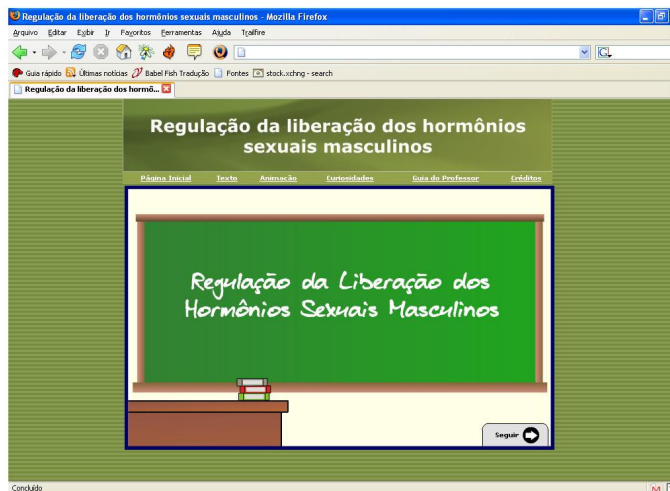 Regulação da liberação dos hormônios sexuais masculinos - Mozilla Firefox
Arquivo Editar Exibir Ir Favoritos Ferramentas Ajuda Trailfire
G
Guia rápido Últimas notícias Babel Fish Tradução Fontes stock.xchng - search
Regulação da liberação dos hormô...
Regulação da liberação dos hormônios
sexuais masculinos
Página Inicial Texto Animação Curiosidades Guia do Professor Créditos
Regulação da Liberação dos
Hormônios Sexuais Masculinos
Seguir
Concluído